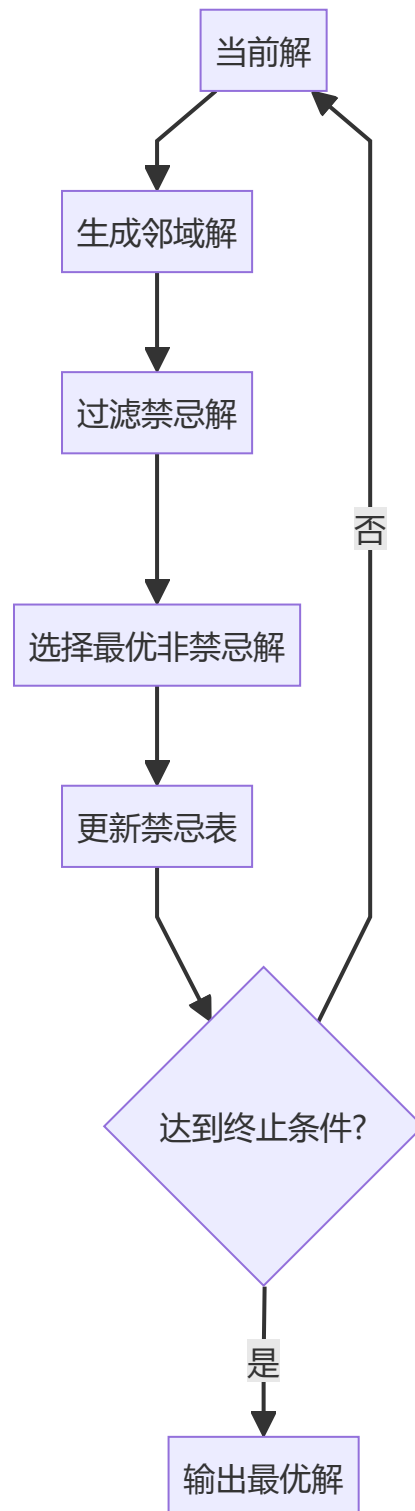 当前解
生成邻域解
过滤禁忌解
否
选择最优非禁忌解
更新禁忌表
达到终止条件?
是
输出最优解